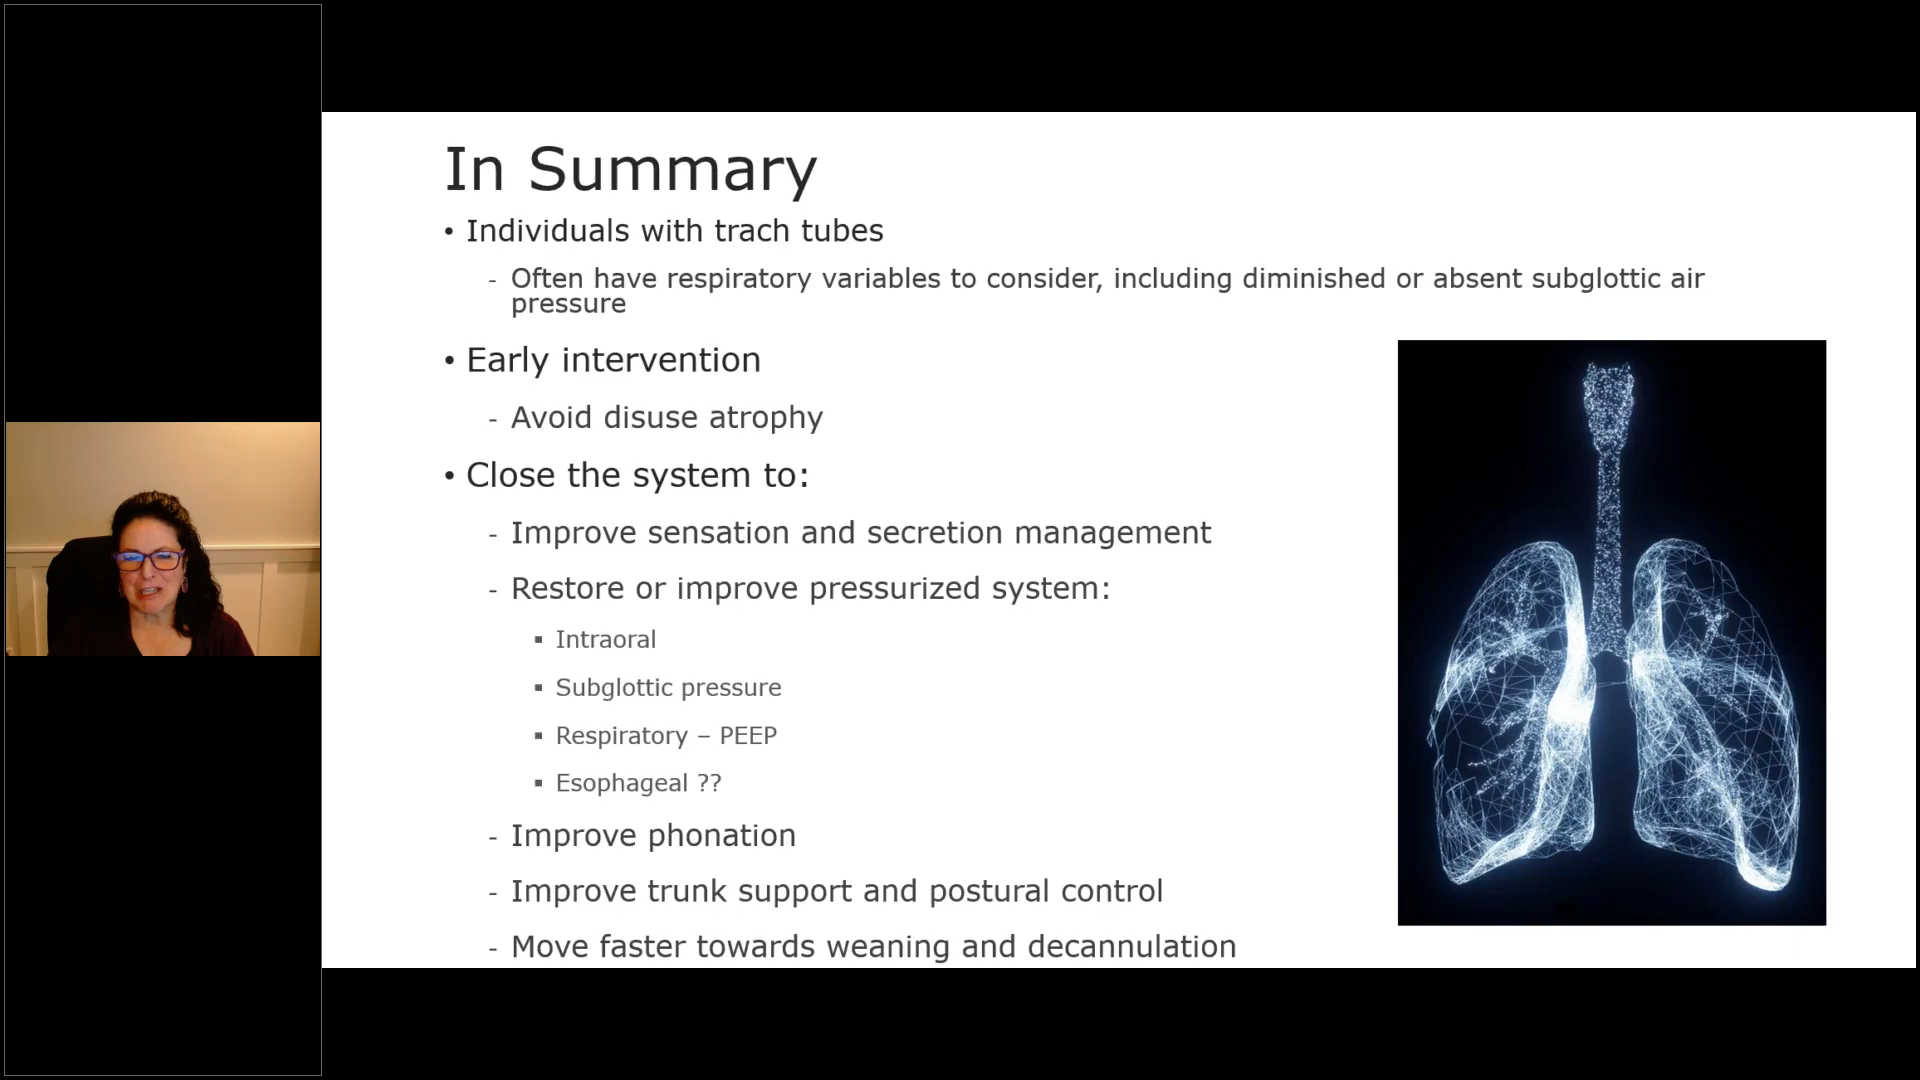 In Summary
• Individuals with trach tubes
- Often have respiratory variables to consider, including diminished or absent subglottic air
pressure
• Early intervention
- Avoid disuse atrophy
• Close the system to:
- Improve sensation and secretion management
- Restore or improve pressurized system:
▪ Intraoral
▪ Subglottic pressure
▪ Respiratory – PEEP
▪ Esophageal ??
- Improve phonation
- Improve trunk support and postural control
- Move faster towards weaning and decannulation